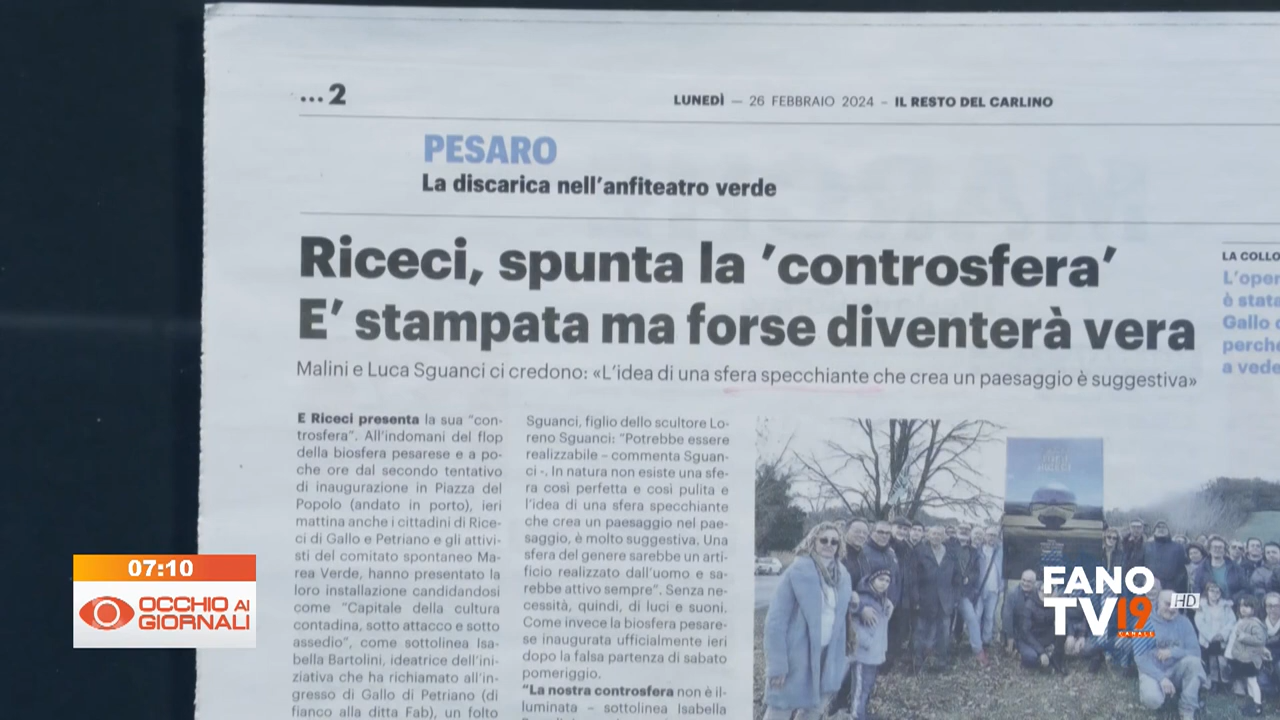 ...2
LUNEDÌ — 26 FEBBRAIO 2024 – IL RESTO DEL CARLINO
PESARO
La discarica nell'anfiteatro verde
Riceci, spunta la 'controsfera'
E' stampata ma forse diventerà vera
Malini e Luca Sguanci ci credono: «L'idea di una sfera specchiante che crea un paesaggio è suggestiva»
E Riceci presenta la sua "con-
trosfera". All'indomani del flop
della biosfera pesarese e a po-
che ore dal secondo tentativo
di inaugurazione in Piazza del
Popolo (andato in porto), ieri
mattina anche i cittadini di Rice-
ci di Gallo e Petriano e gli attivi-
sti del comitato spontaneo Ma-
rea Verde, hanno presentato la
loro installazione candidandosi
come "Capitale della cultura
contadina, sotto attacco e sotto
assedio", come sottolinea Isa-
bella Bartolini, ideatrice dell'ini-
ziativa che ha richiamato all'in-
gresso di Gallo di Petriano (di
fianco alla ditta Fab), un folto
Sguanci, figlio dello scultore Lo-
reno Sguanci: "Potrebbe essere
realizzabile – commenta Sguan-
ci -. In natura non esiste una sfe-
ra così perfetta e così pulita e
l'idea di una sfera specchiante
che crea un paesaggio nel pae-
saggio, è molto suggestiva. Una
sfera del genere sarebbe un arti-
ficio realizzato dall'uomo e sa-
rebbe attivo sempre". Senza ne-
cessità, quindi, di luci e suoni.
Come invece la biosfera pesare-
se inaugurata ufficialmente ieri
dopo la falsa partenza di sabato
pomeriggio.
"La nostra controsfera non è il-
luminata – sottolinea Isabella
LA COLLO
L'oper
è stata
Gallo
perche
a vede
07:10
OCCHIO AI
GIORNALI
FANO
TV19
CANALE
HD